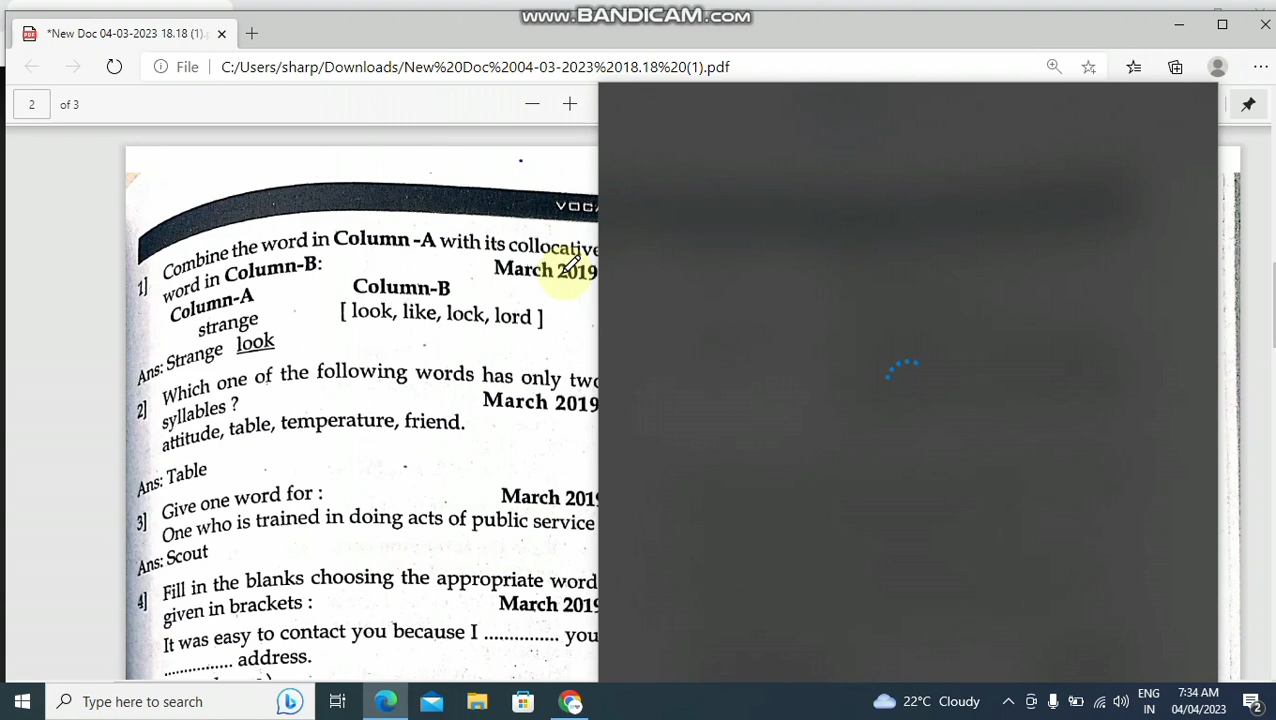 www.BANDICAM.com
*New Doc 04-03-2023 18.18 (1).
File C:/Users/sharp/Downloads/New%20Doc%2004-03-2023%2018.18%20(1).pdf
2 of 3
Combine the word in Column -A with its collocative
1] word in Column-B: March 2019
Column-A Column-B
strange [ look, like, lock, lord ]
Ans: Strange look
Which one of the following words has only two
2] syllables ? March 2019
attitude, table, temperature, friend.
Ans: Table
3] Give one word for : March 2019
One who is trained in doing acts of public service
Ans: Scout
4] Fill in the blanks choosing the appropriate word
given in brackets : March 2019
It was easy to contact you because I ............... you
............... address.
Type here to search
22°C Cloudy
ENG
IN
7:34 AM
04/04/2023
2